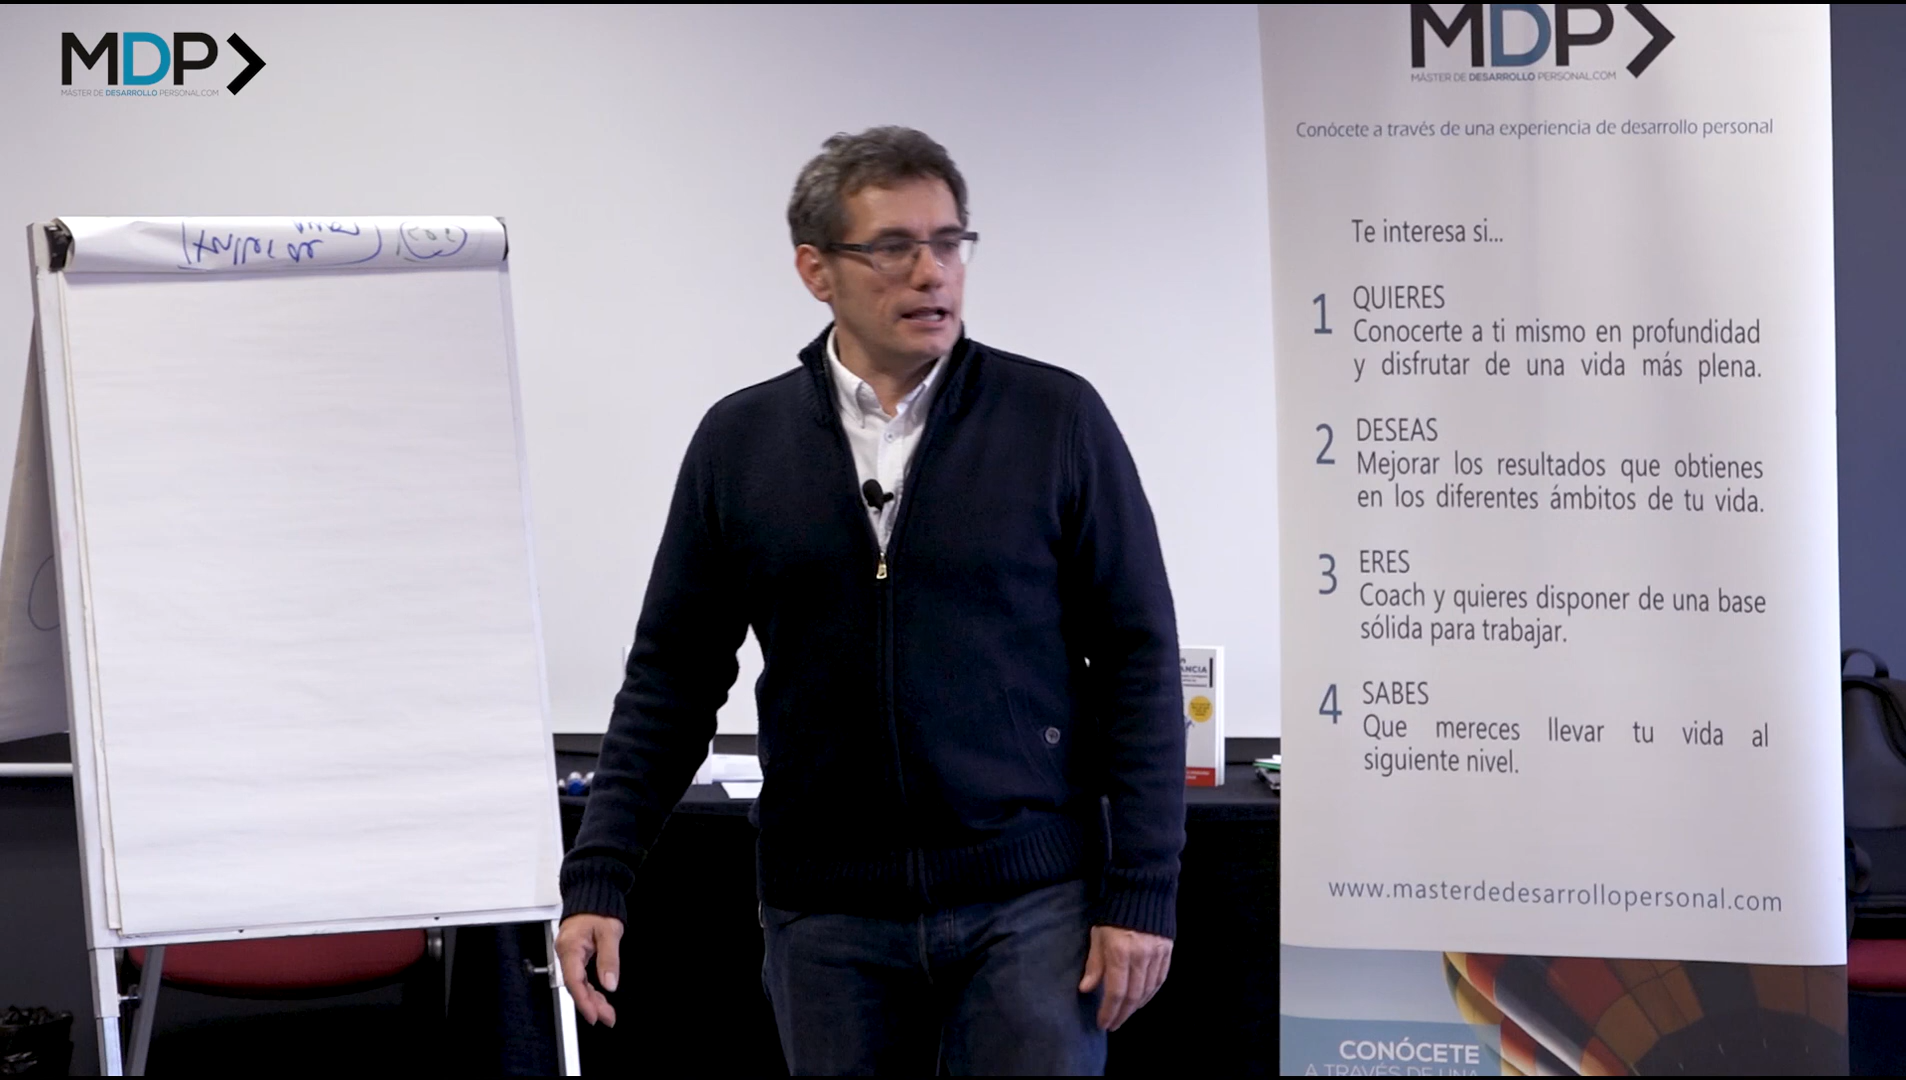 MDP
MÁSTER DE DESARROLLO PERSONAL.COM
MDP
MÁSTER DE DESARROLLO PERSONAL.COM
Conócete a través de una experiencia de desarrollo personal
Te interesa si...
1 QUIERES
Conocerte a ti mismo en profundidad
y disfrutar de una vida más plena.
2 DESEAS
Mejorar los resultados que obtienes
en los diferentes ámbitos de tu vida.
3 ERES
Coach y quieres disponer de una base
sólida para trabajar.
4 SABES
Que mereces llevar tu vida al
siguiente nivel.
www.masterdedesarrollopersonal.com
CONÓCETE
A TRAVÉS DE UNA